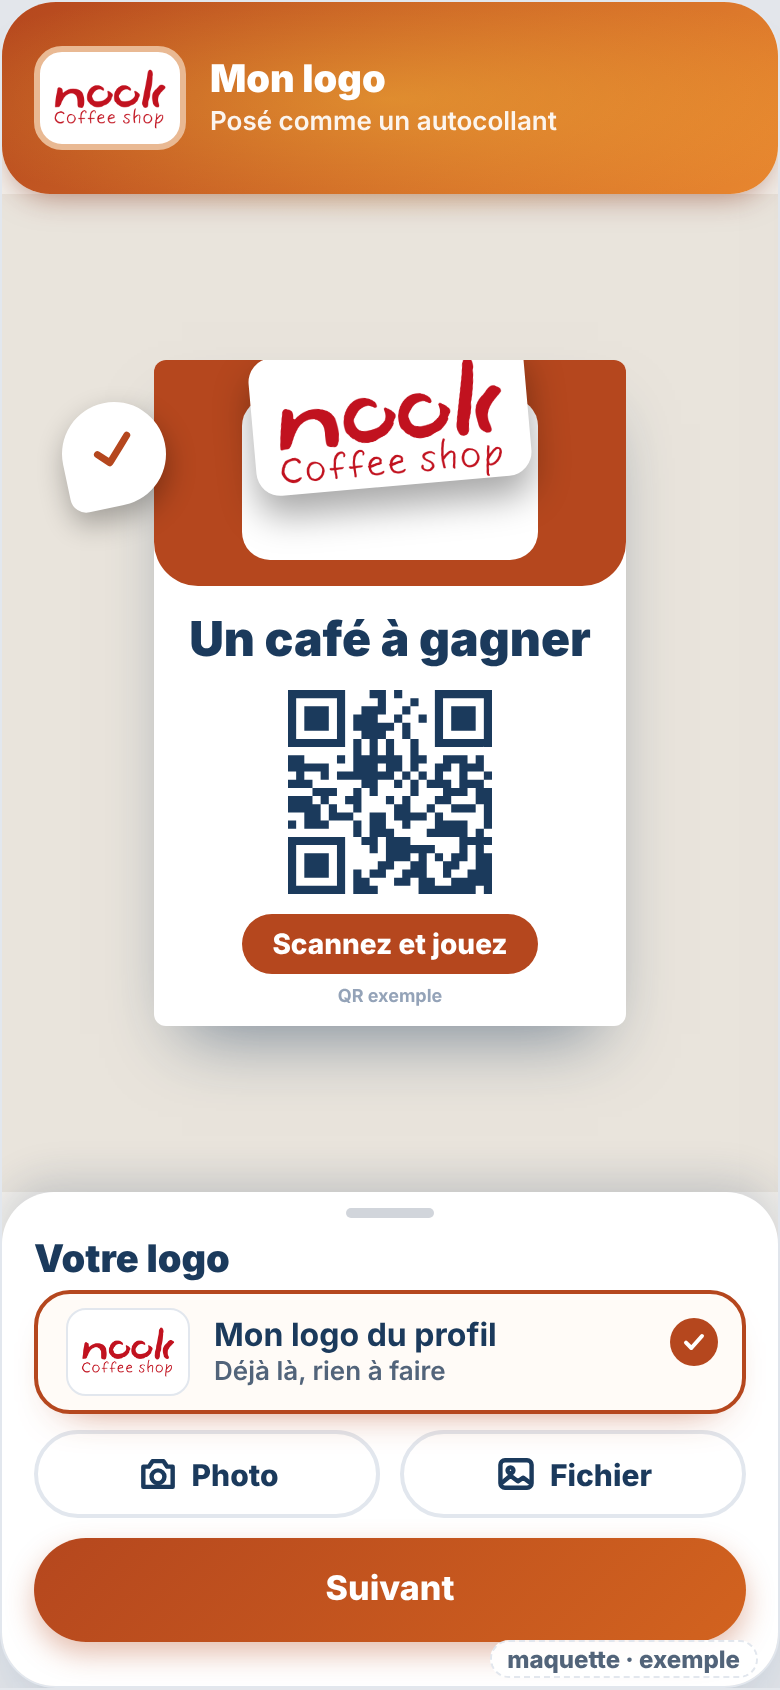 nook
Coffee shop
Mon logo
Posé comme un autocollant
nook
Coffee shop
Un café à gagner
Scannez et jouez
QR exemple
Votre logo
nook
Coffee shop
Mon logo du profil
Déjà là, rien à faire
Photo
Fichier
Suivant
maquette · exemple